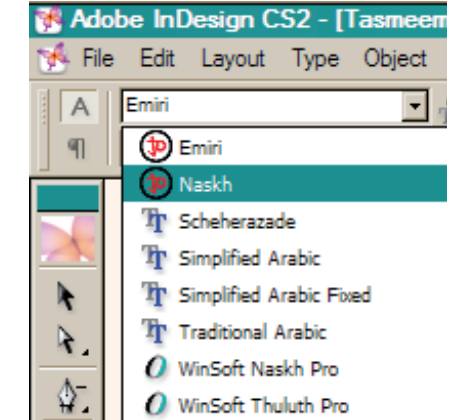 Adobe InDesign CS2 - [Tasmeem
File Edit Layout Type Object
A Emiri
¶ Emiri
Naskh
Scheherazade
Simplified Arabic
Simplified Arabic Fixed
Traditional Arabic
WinSoft Naskh Pro
WinSoft Thuluth Pro